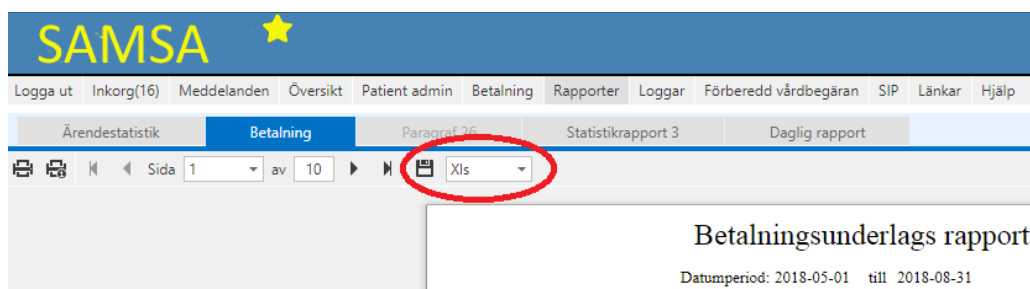 SAMSA
Logga ut Inkorg(16) Meddelanden Översikt Patient admin Betalning Rapporter Loggar Förberedd vårdbegäran SIP Länkar Hjälp
Ärendestatistik Betalning Paragraf 26 Statistikrapport 3 Daglig rapport
Sida 1 av 10 Xls
Betalningsunderlags rapport
Datumperiod: 2018-05-01 till 2018-08-31